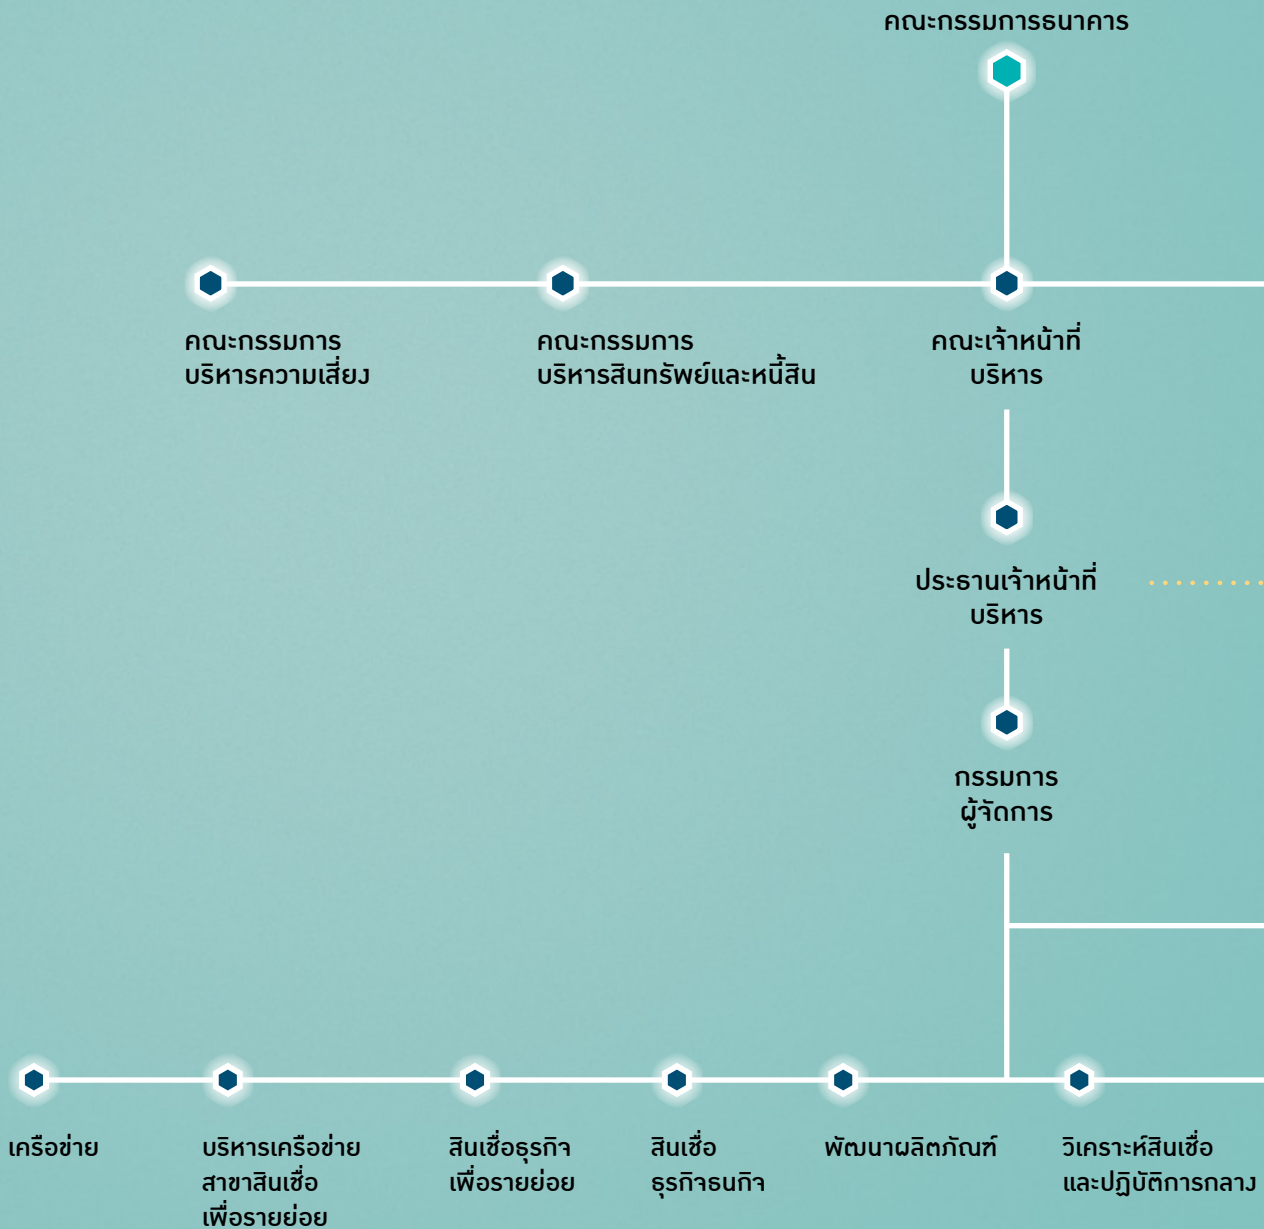 คณะกรรมการธนาคาร
คณะกรรมการ
บริหารความเสี่ยง
คณะกรรมการ
บริหารสินทรัพย์และหนี้สิน
คณะเจ้าหน้าที่
บริหาร
ประธานเจ้าหน้าที่
บริหาร
กรรมการ
ผู้จัดการ
เครือข่าย
บริหารเครือข่าย
สาขาสินเชื่อ
เพื่อรายย่อย
สินเชื่อธุรกิจ
เพื่อรายย่อย
สินเชื่อ
ธุรกิจธนกิจ
พัฒนาผลิตภัณฑ์
วิเคราะห์สินเชื่อ
และปฏิบัติการกลาง